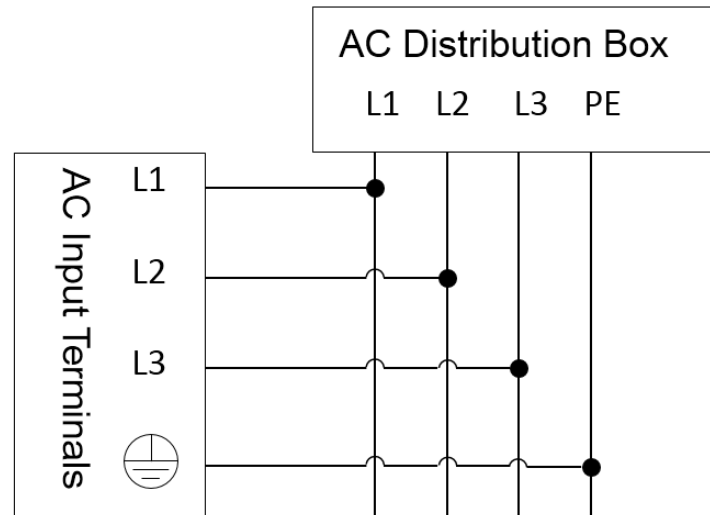 AC Distribution Box
L1 L2 L3 PE
AC Input Terminals
L1
L2
L3